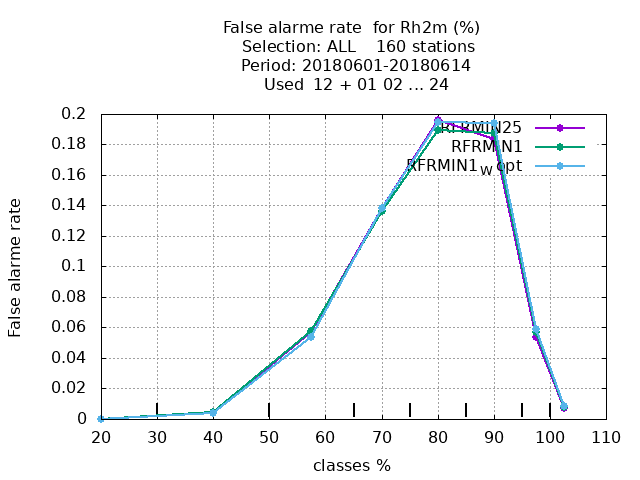 False alarme rate  for Rh2m (%)
Selection: ALL    160 stations
Period: 20180601-20180614
Used  12 + 01 02 ... 24
False alarme rate
0.2
0.18
0.16
0.14
0.12
0.1
0.08
0.06
0.04
0.02
0
RFRMIN25
RFRMIN1
RFRMIN1W opt
20 30 40 50 60 70 80 90 100 110
classes %